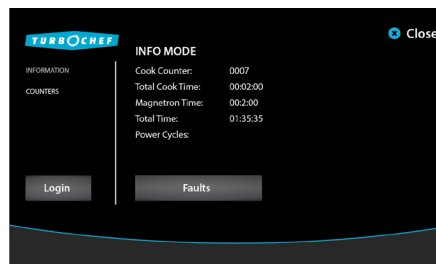 TURBOCHEF
Close
INFO MODE
INFORMATION
COUNTERS
Cook Counter: 0007
Total Cook Time: 00:02:00
Magnetron Time: 00:2:00
Total Time: 01:35:35
Power Cycles:
Login
Faults